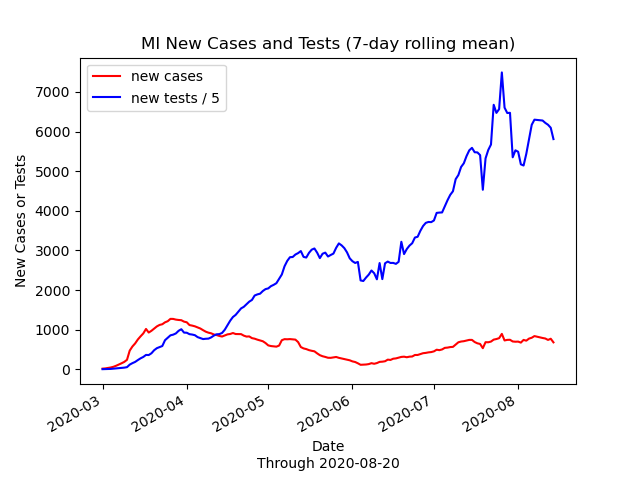 MI New Cases and Tests (7-day rolling mean)
new cases
new tests / 5
7000
6000
5000
4000
3000
2000
1000
0
New Cases or Tests
2020-03
2020-04
2020-05
2020-06
2020-07
2020-08
Date
Through 2020-08-20